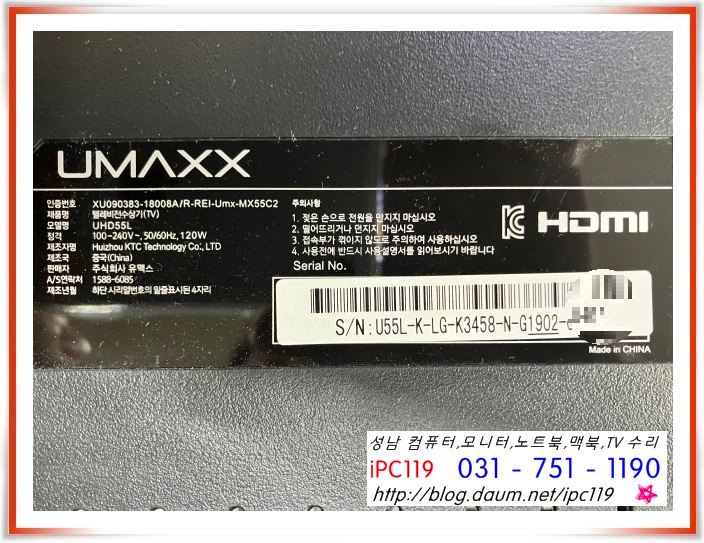 UMAXX
인증번호 XU090383-18008A/R-REI-Umx-MX55C2
제품명 텔레비전수상기(TV)
모델명 UHD55L
정격 100-240V~, 50/60Hz, 120W
제조자명 Huizhou KTC Technology Co., LTD
제조국 중국(China)
판매자 주식회사 유맥스
A/S연락처 1588-6085
제조년월 하단 시리얼번호의 밑줄표시된 4자리
주의사항
1. 젖은 손으로 전원을 만지지 마십시오
2. 떨어트리거나 던지지 마십시오
3. 접속부가 꺾이지 않도록 주의하여 사용하십시오
4. 사용전에 반드시 사용설명서를 읽어보시기 바랍니다
Serial No.
HDMI
S/N : U55L-K-LG-K3458-N-G1902-
Made in CHINA
성남 컴퓨터,모니터,노트북,맥북,TV 수리
iPC119 031 - 751 - 1190
http://blog.daum.net/ipc119